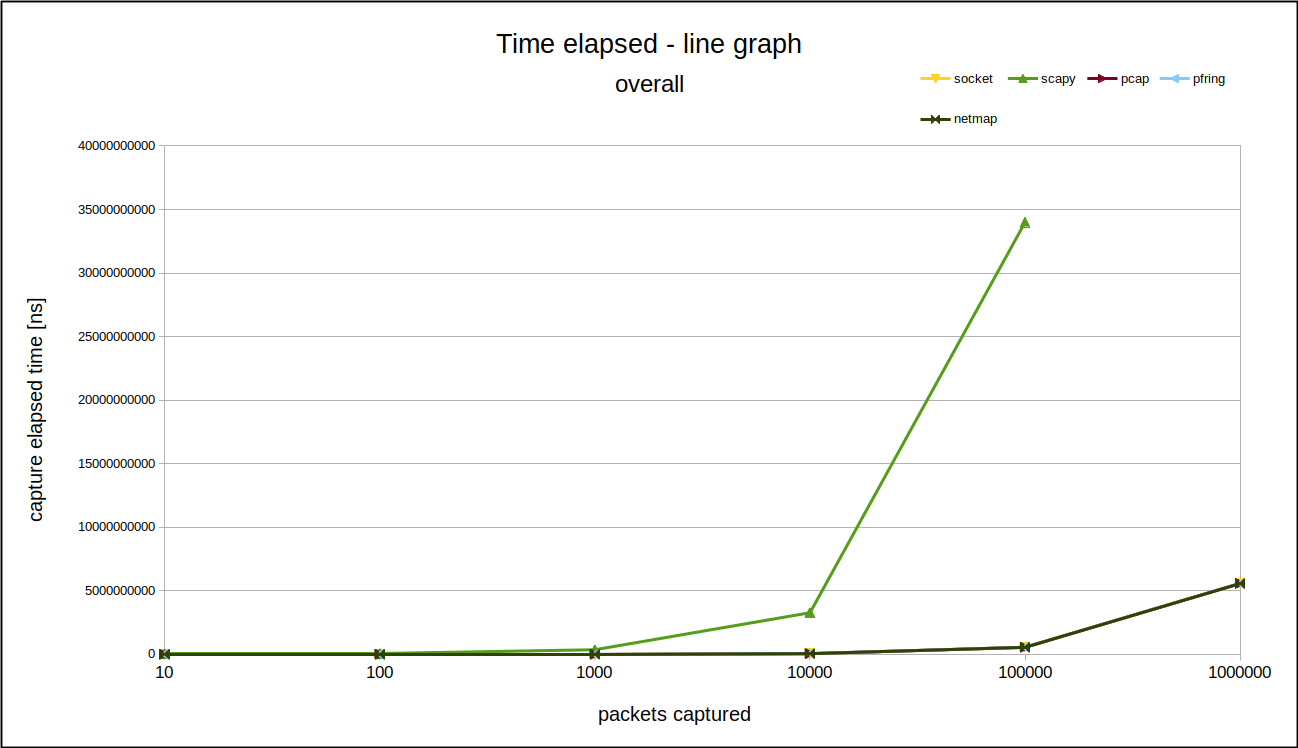 Time elapsed - line graph
overall
socket scapy pcap pfring
netmap
capture elapsed time [ns]
40000000000
35000000000
30000000000
25000000000
20000000000
15000000000
10000000000
5000000000
0
10 100 1000 10000 100000 1000000
packets captured